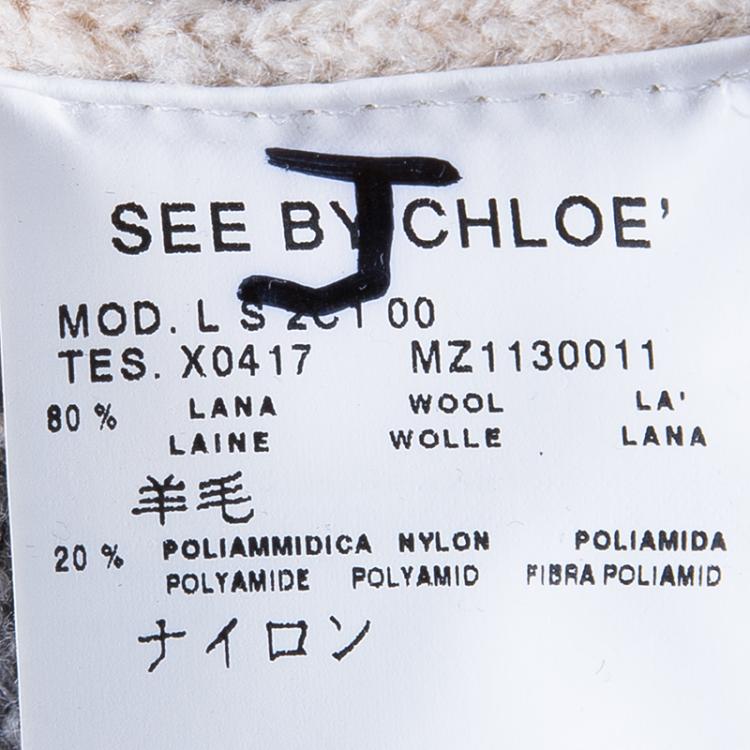 J
SEE BY CHLOE'
MOD. L S 00
TES. X0417 MZ1130011
80 % LANA WOOL LA'
LAINE WOLLE LANA
羊毛
20 % POLIAMMIDICA NYLON POLIAMIDA
POLYAMIDE POLYAMID FIBRA POLIAMID
ナイロン